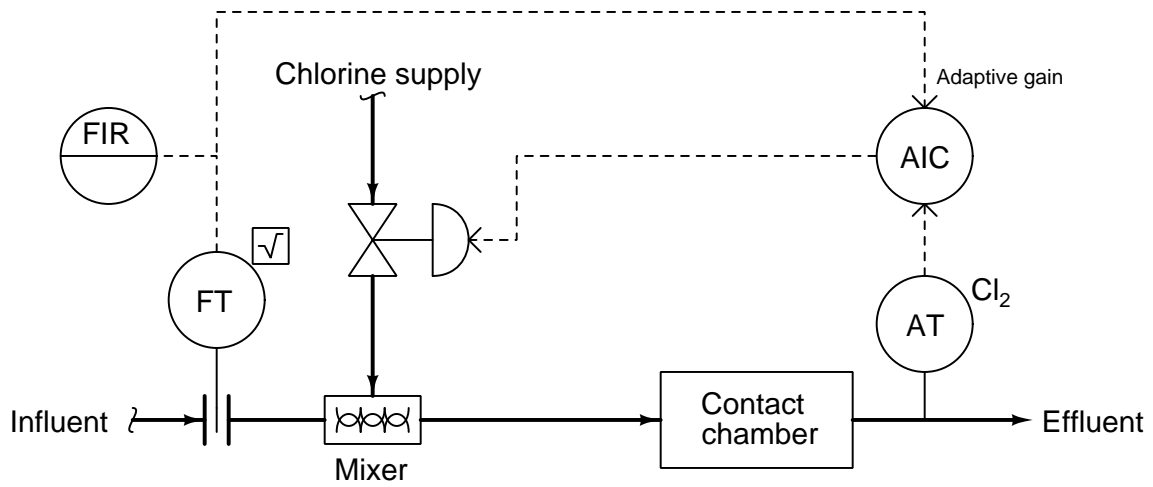 Chlorine supply
Adaptive gain
FIR
AIC
√
FT
Cl₂
AT
Influent
Mixer
Contact
chamber
Effluent